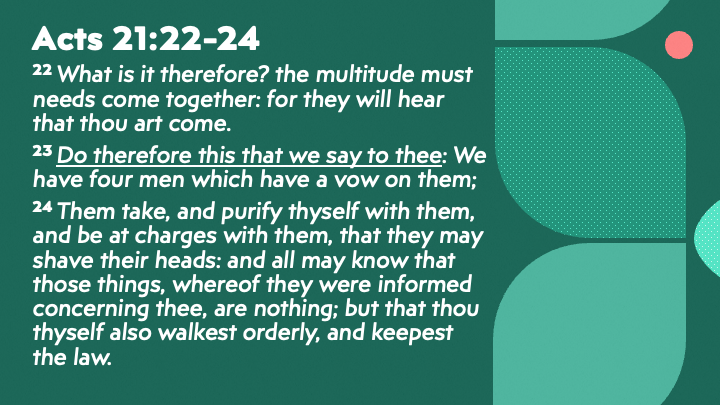 Acts 21:22-24
22 What is it therefore? the multitude must
needs come together: for they will hear
that thou art come.
23 Do therefore this that we say to thee: We
have four men which have a vow on them;
24 Them take, and purify thyself with them,
and be at charges with them, that they may
shave their heads: and all may know that
those things, whereof they were informed
concerning thee, are nothing; but that thou
thyself also walkest orderly, and keepest
the law.